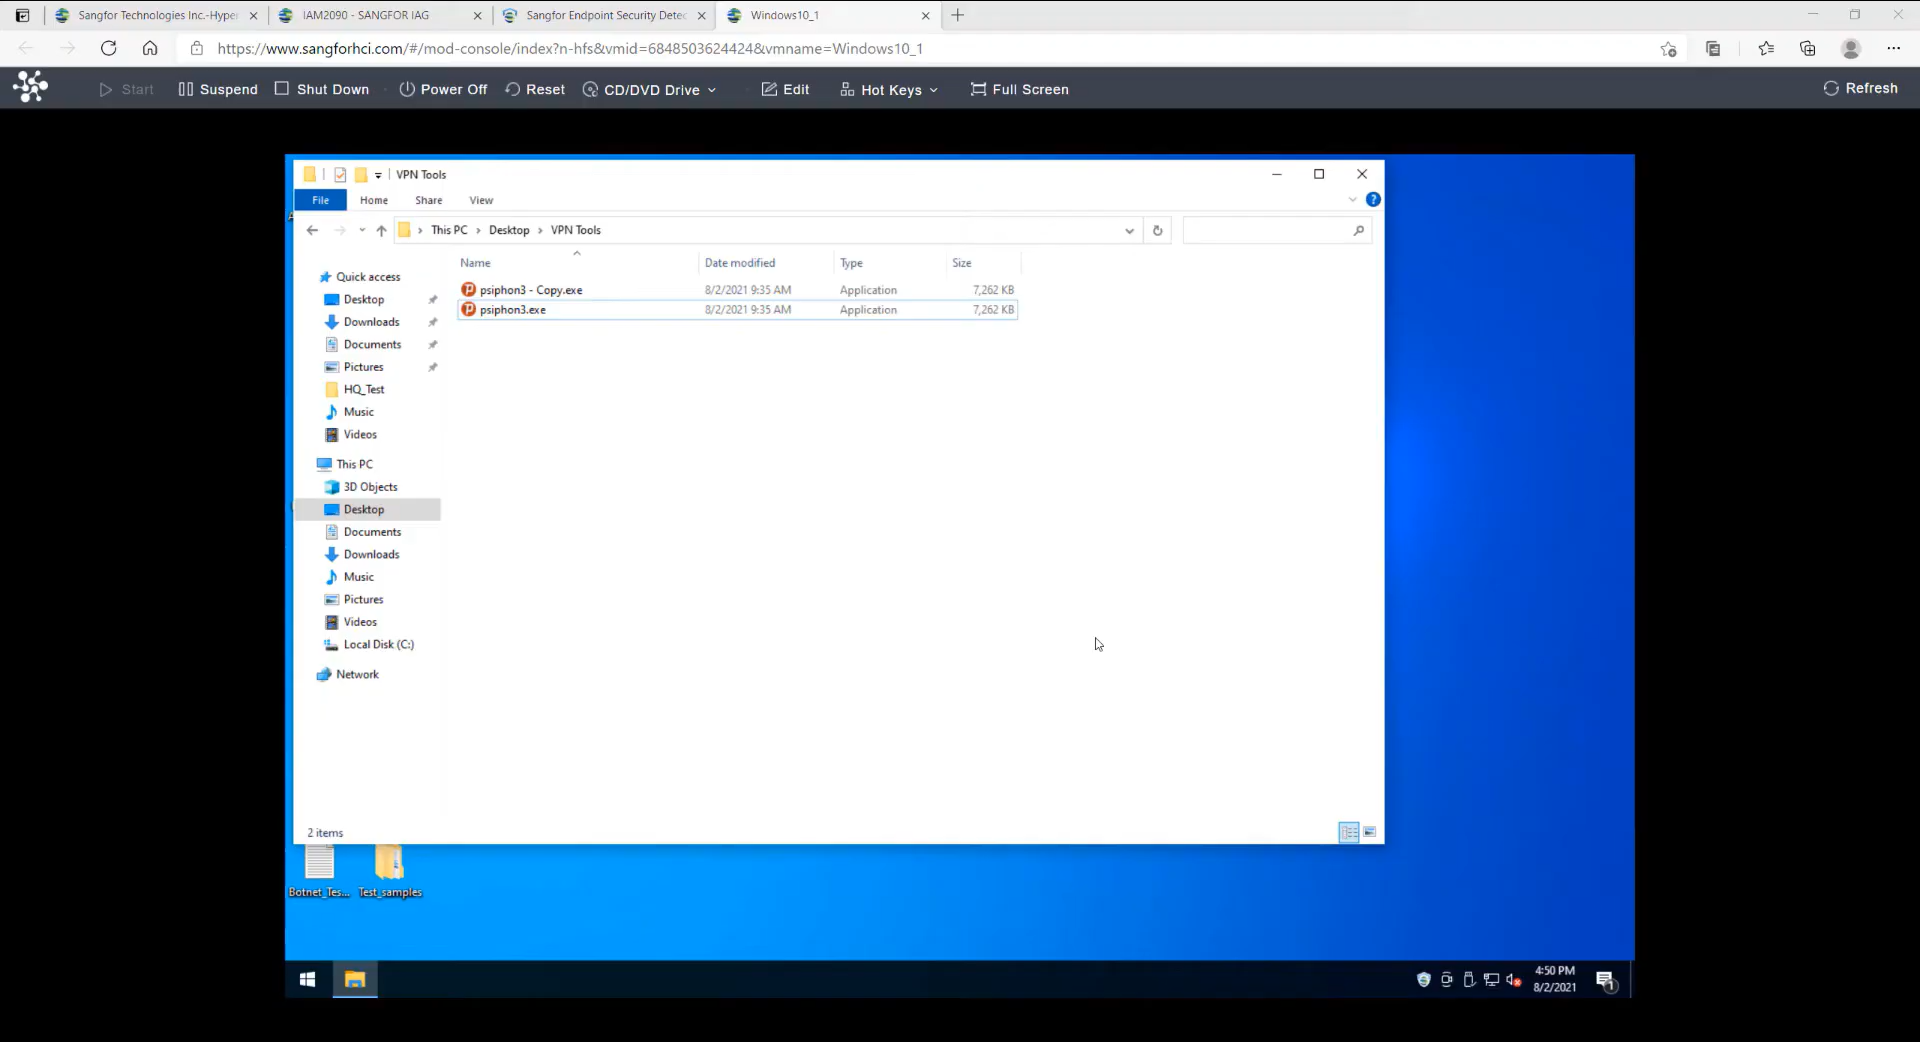 Sangfor Technologies Inc.-Hyper
IAM2090 - SANGFOR IAG
Sangfor Endpoint Security Detec
Windows10_1
https://www.sangforhci.com/#/mod-console/index?n-hfs&vmid=6848503624424&vmname=Windows10_1
Start
Suspend
Shut Down
Power Off
Reset
CD/DVD Drive
Edit
Hot Keys
Full Screen
Refresh
VPN Tools
File
Home
Share
View
This PC > Desktop > VPN Tools
Name
Date modified
Type
Size
psiphon3 - Copy.exe
8/2/2021 9:35 AM
Application
7,262 KB
psiphon3.exe
8/2/2021 9:35 AM
Application
7,262 KB
Quick access
Desktop
Downloads
Documents
Pictures
HQ_Test
Music
Videos
This PC
3D Objects
Desktop
Documents
Downloads
Music
Pictures
Videos
Local Disk (C:)
Network
2 items
Botnet_Tes...
Test_samples
4:50 PM
8/2/2021
1